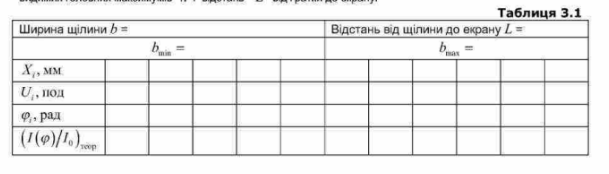 Таблиця 3.1
Ширина щілини b = Відстань від щілини до екрану L =
b_min = b_max =
X_i, мм
U_i, под
φ_i, рад
(I(φ)/I_0)_теор